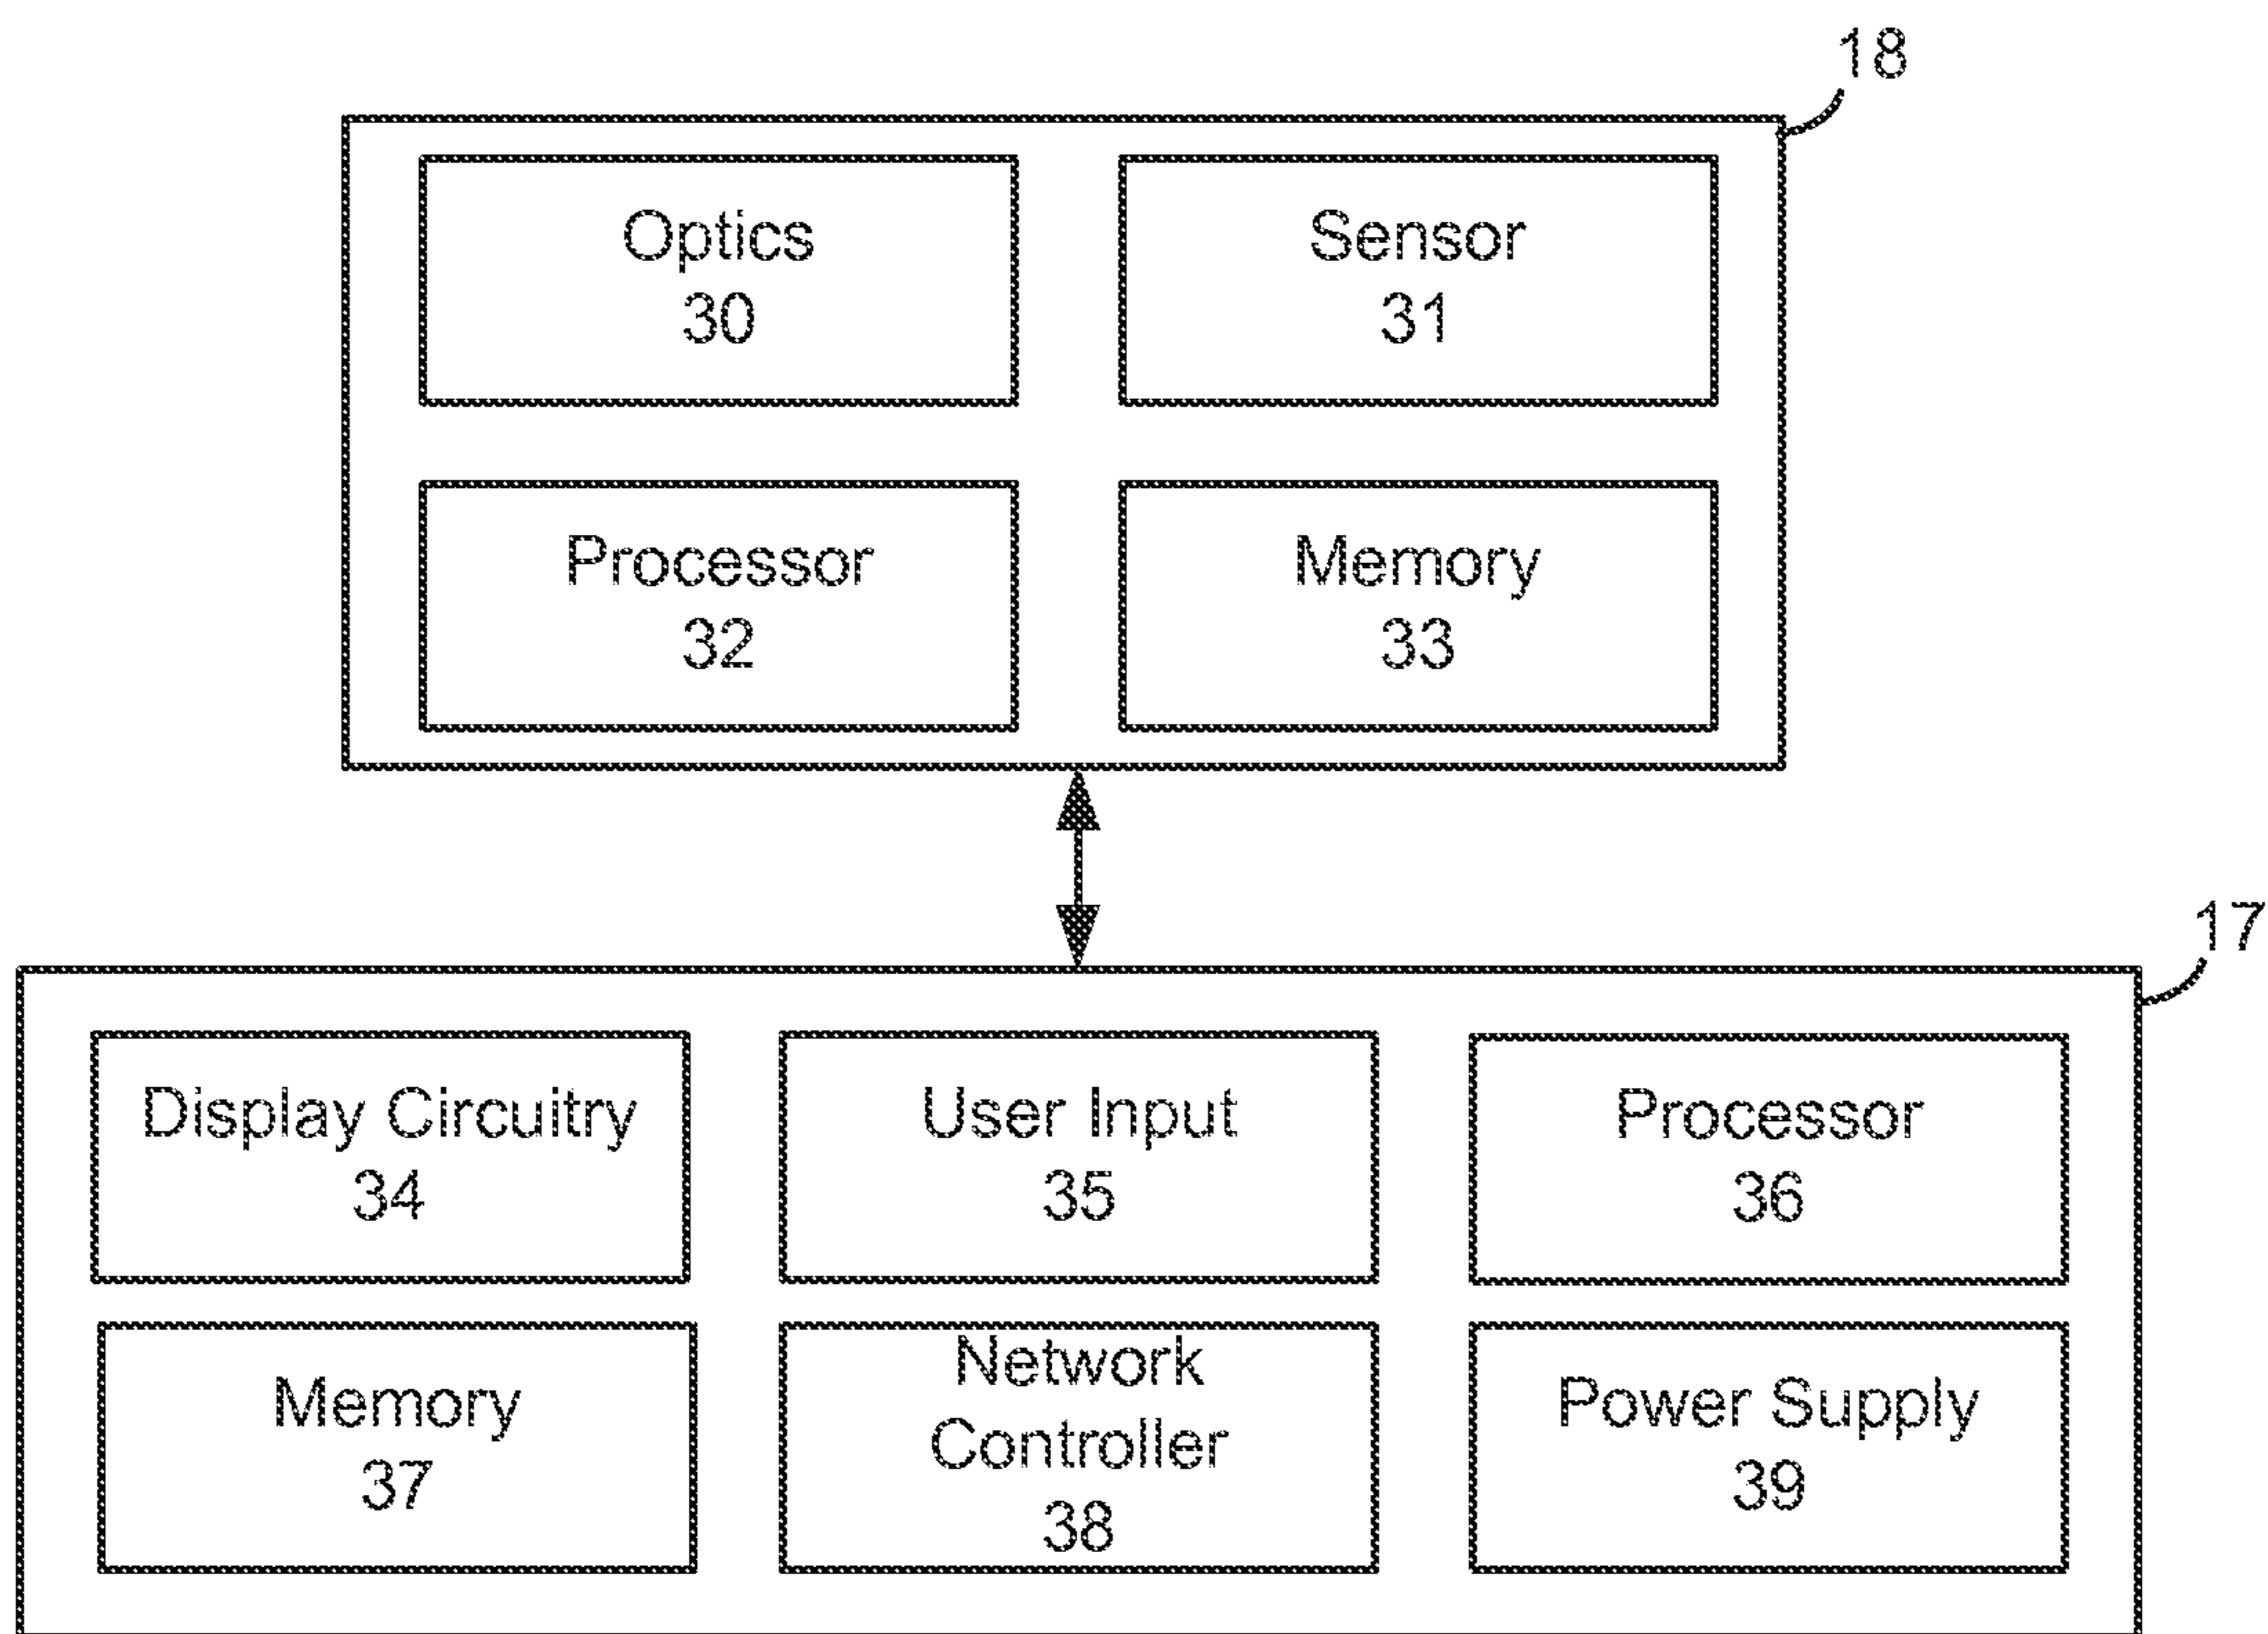 18
Optics
30
Sensor
31
Processor
32
Memory
33
17
Display Circuitry
34
User Input
35
Processor
36
Memory
37
Network
Controller
38
Power Supply
39